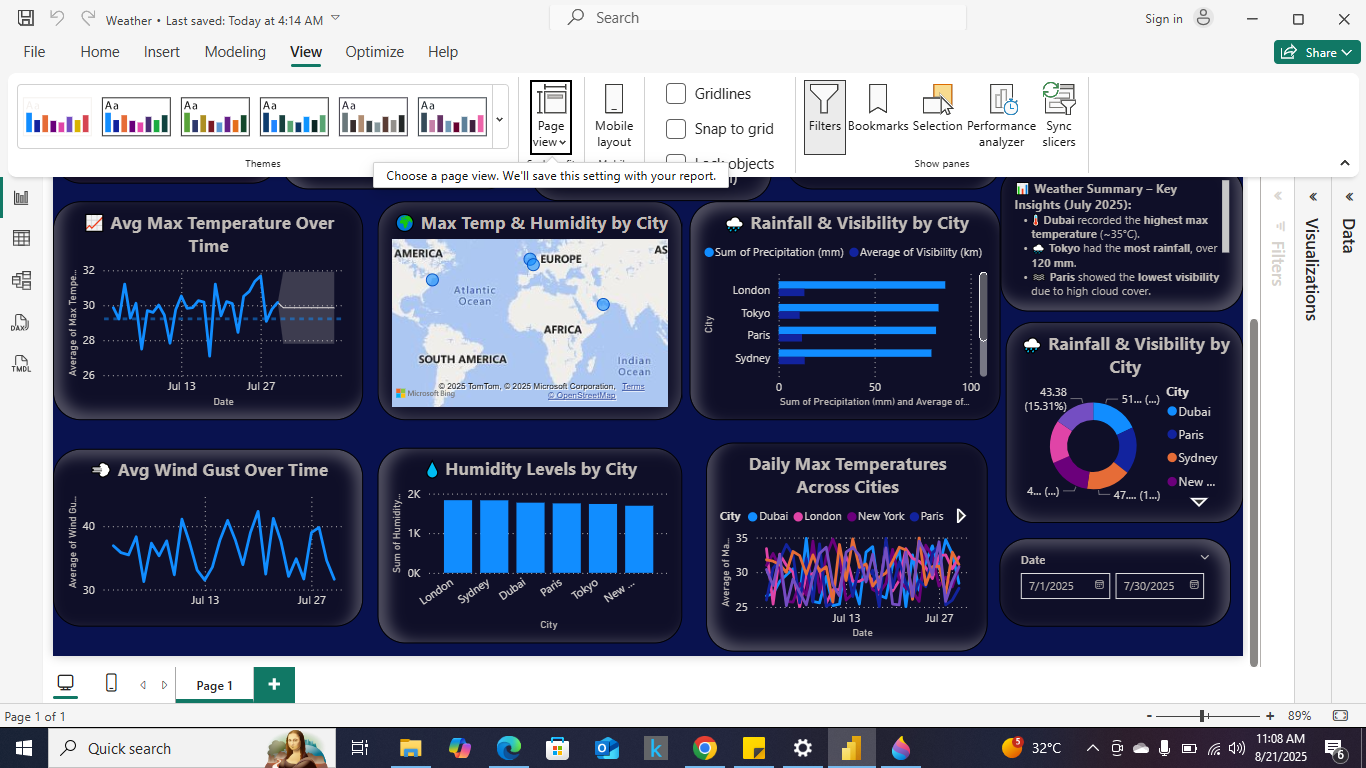 Weather • Last saved: Today at 4:14 AM
Search
Sign in
File
Home
Insert
Modeling
View
Optimize
Help
Share
Aa
Aa
Aa
Aa
Aa
Aa
Themes
Page
view
Mobile
layout
Gridlines
Snap to grid
Lock objects
Filters
Bookmarks
Selection
Performance
analyzer
Sync
slicers
Show panes
Choose a page view. We'll save this setting with your report.
Avg Max Temperature Over
Time
Average of Max Tempe...
32
30
28
26
Jul 13
Jul 27
Date
Max Temp & Humidity by City
AMERICA
EUROPE
AS
Atlantic
Ocean
AFRICA
SOUTH AMERICA
Indian
Ocean
Microsoft Bing
© 2025 TomTom, © 2025 Microsoft Corporation, Terms
© OpenStreetMap
Rainfall & Visibility by City
Sum of Precipitation (mm)
Average of Visibility (km)
City
London
Tokyo
Paris
Sydney
0
50
100
Sum of Precipitation (mm) and Average of...
Weather Summary – Key
Insights (July 2025):
• 🌡️ Dubai recorded the highest max
temperature (~35°C).
• 🌧️ Tokyo had the most rainfall, over
120 mm.
• Paris showed the lowest visibility
due to high cloud cover.
Rainfall & Visibility by
City
43.38
(15.31%)
51... (...)
4... (...)
47.... (1...)
City
Dubai
Paris
Sydney
New ...
Avg Wind Gust Over Time
Average of Wind Gu...
40
30
Jul 13
Jul 27
Date
Humidity Levels by City
Sum of Humidity...
2K
1K
0K
London
Sydney
Dubai
Paris
Tokyo
New ...
City
Daily Max Temperatures
Across Cities
City
Dubai
London
New York
Paris
Average of Ma...
35
30
25
Jul 13
Jul 27
Date
Date
7/1/2025
7/30/2025
Filters
Visualizations
Data
DAX
TMDL
Page 1
Page 1 of 1
-
+
89%
Quick search
5
32°C
11:08 AM
8/21/2025
6